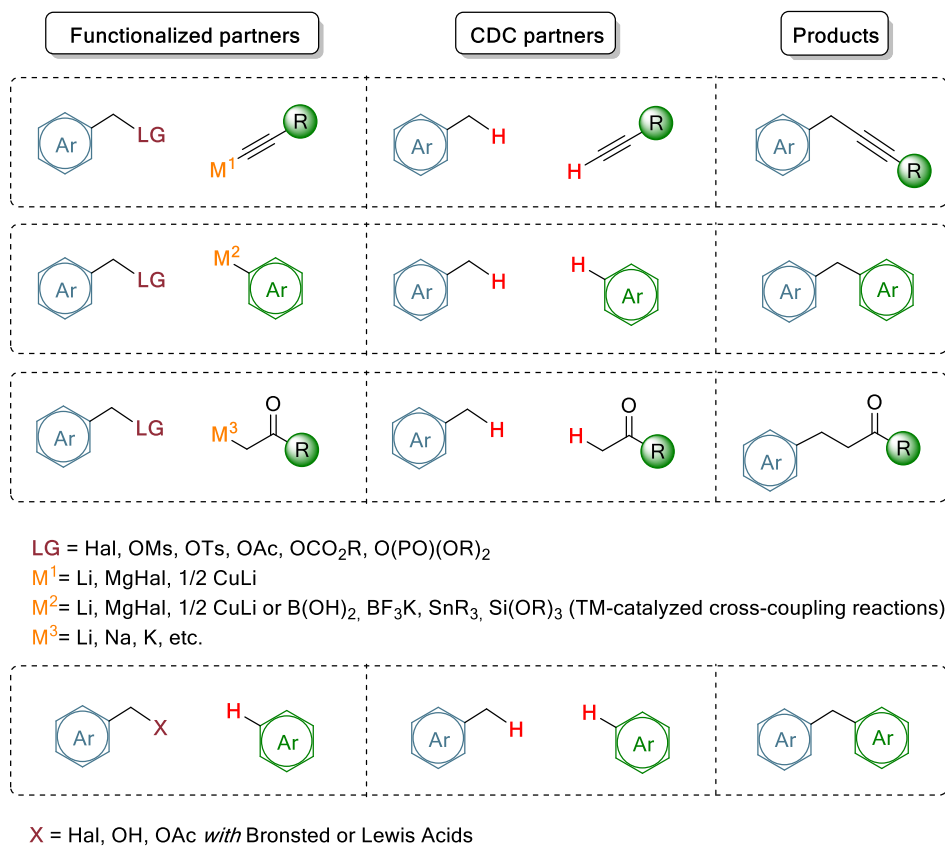 Functionalized partners CDC partners Products
Ar LG M¹ R Ar H H R Ar R
Ar LG M² Ar Ar H H Ar Ar Ar
Ar LG M³ O R Ar H H O R Ar O R
LG = Hal, OMs, OTs, OAc, OCO₂R, O(PO)(OR)₂
M¹= Li, MgHal, 1/2 CuLi
M²= Li, MgHal, 1/2 CuLi or B(OH)₂, BF₃K, SnR₃, Si(OR)₃ (TM-catalyzed cross-coupling reactions)
M³= Li, Na, K, etc.
Ar X H Ar Ar H H Ar Ar Ar
X = Hal, OH, OAc with Bronsted or Lewis Acids